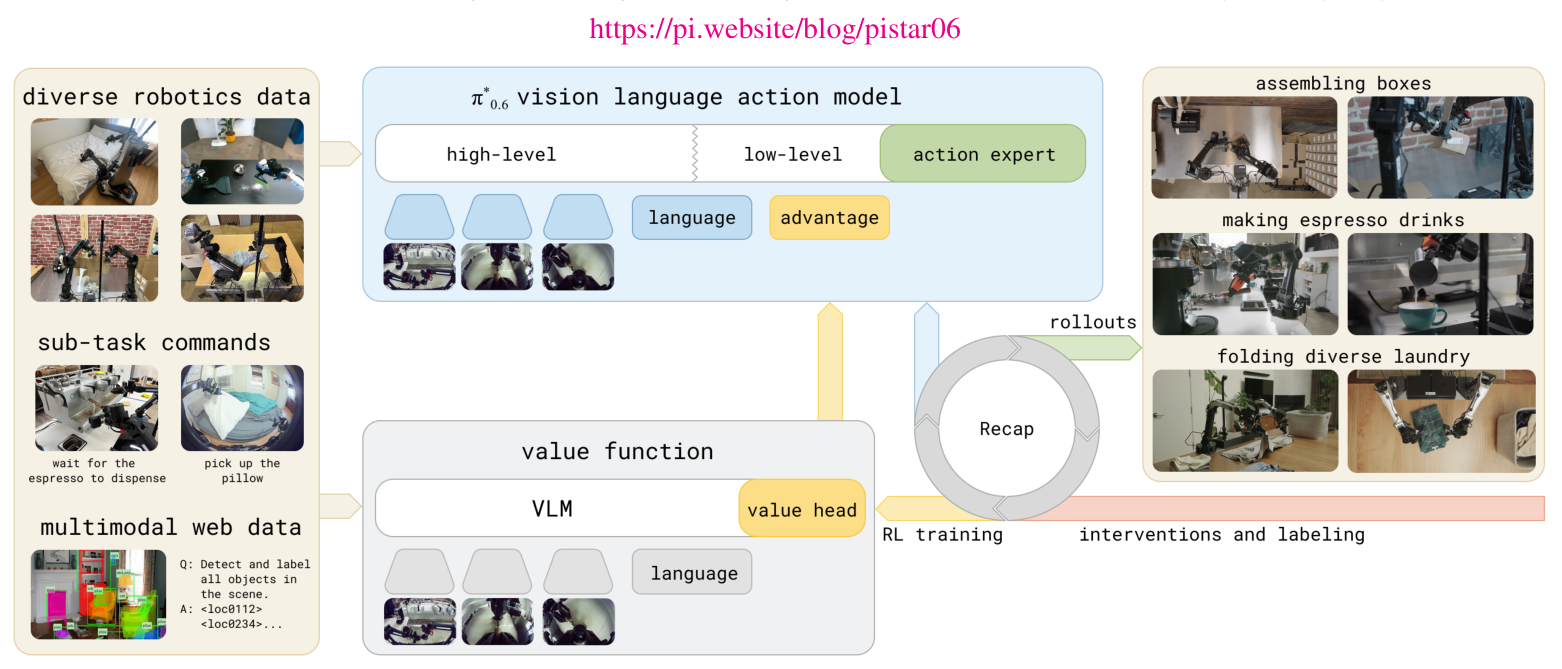 https://pi.website/blog/pistar06
diverse robotics data
sub-task commands
wait for the
espresso to dispense
pick up the
pillow
multimodal web data
Q: Detect and label
all objects in
the scene.
A: <loc0112>
<loc0234>...
π*0.6 vision language action model
high-level
low-level
action expert
language
advantage
value function
VLM
value head
language
Recap
rollouts
RL training
interventions and labeling
assembling boxes
making espresso drinks
folding diverse laundry